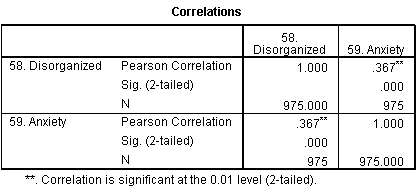 Correlations
58. Disorganized 59. Anxiety
58. Disorganized Pearson Correlation 1.000 .367**
Sig. (2-tailed) .000
N 975.000 975
59. Anxiety Pearson Correlation .367** 1.000
Sig. (2-tailed) .000
N 975 975.000
**. Correlation is significant at the 0.01 level (2-tailed).